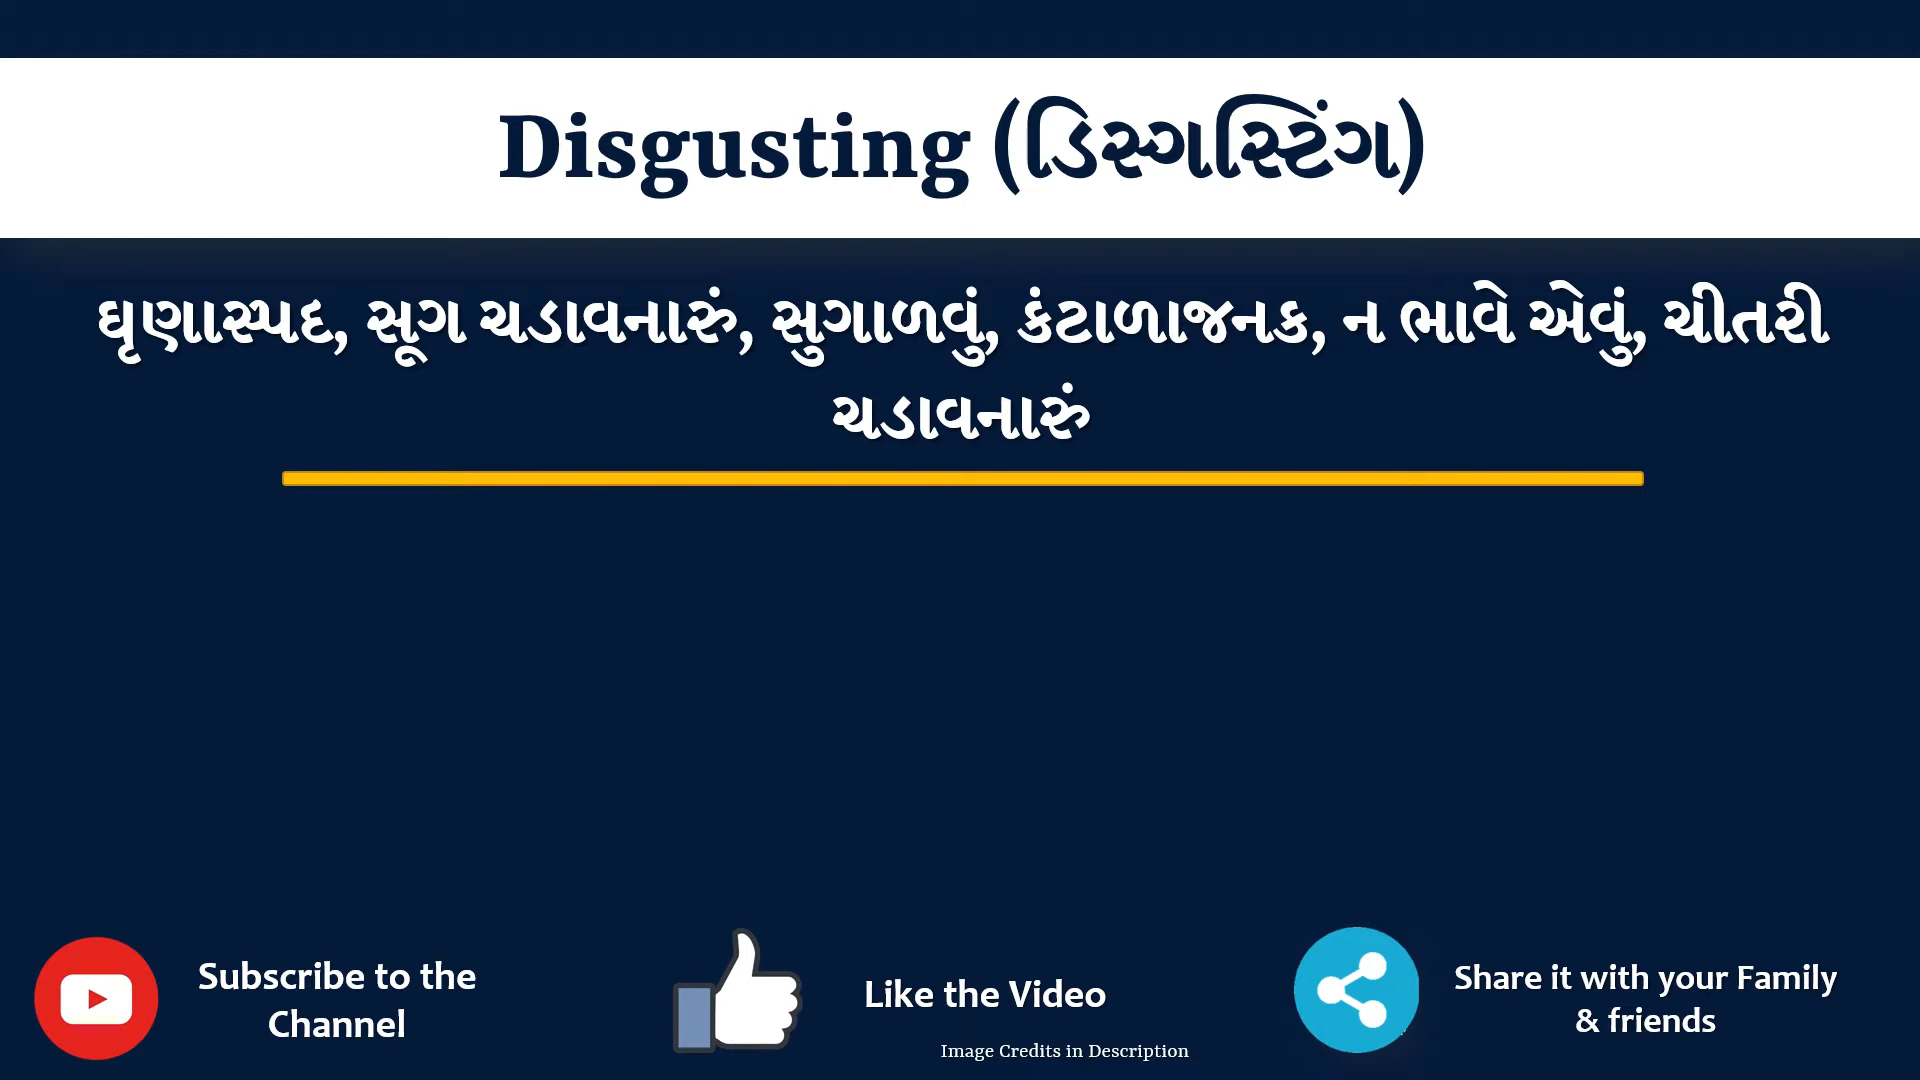 Disgusting (ડિસ્ગસ્ટિંગ)
ઘૃણાસ્પદ, સૂગ ચડાવનારું, સુગાળવું, કંટાળાજનક, ન ભાવે એવું, ચીતરી
ચડાવનારું
Subscribe to the
Channel
Like the Video
Share it with your Family
& friends
Image Credits in Description